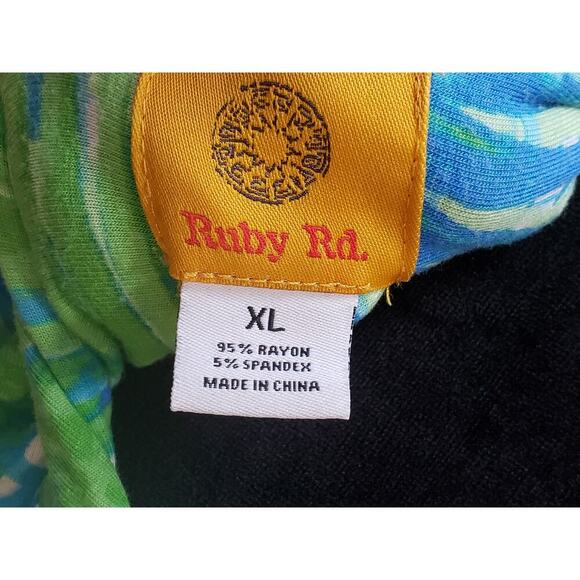 Ruby Rd.
XL
95% RAYON
5% SPANDEX
MADE IN CHINA